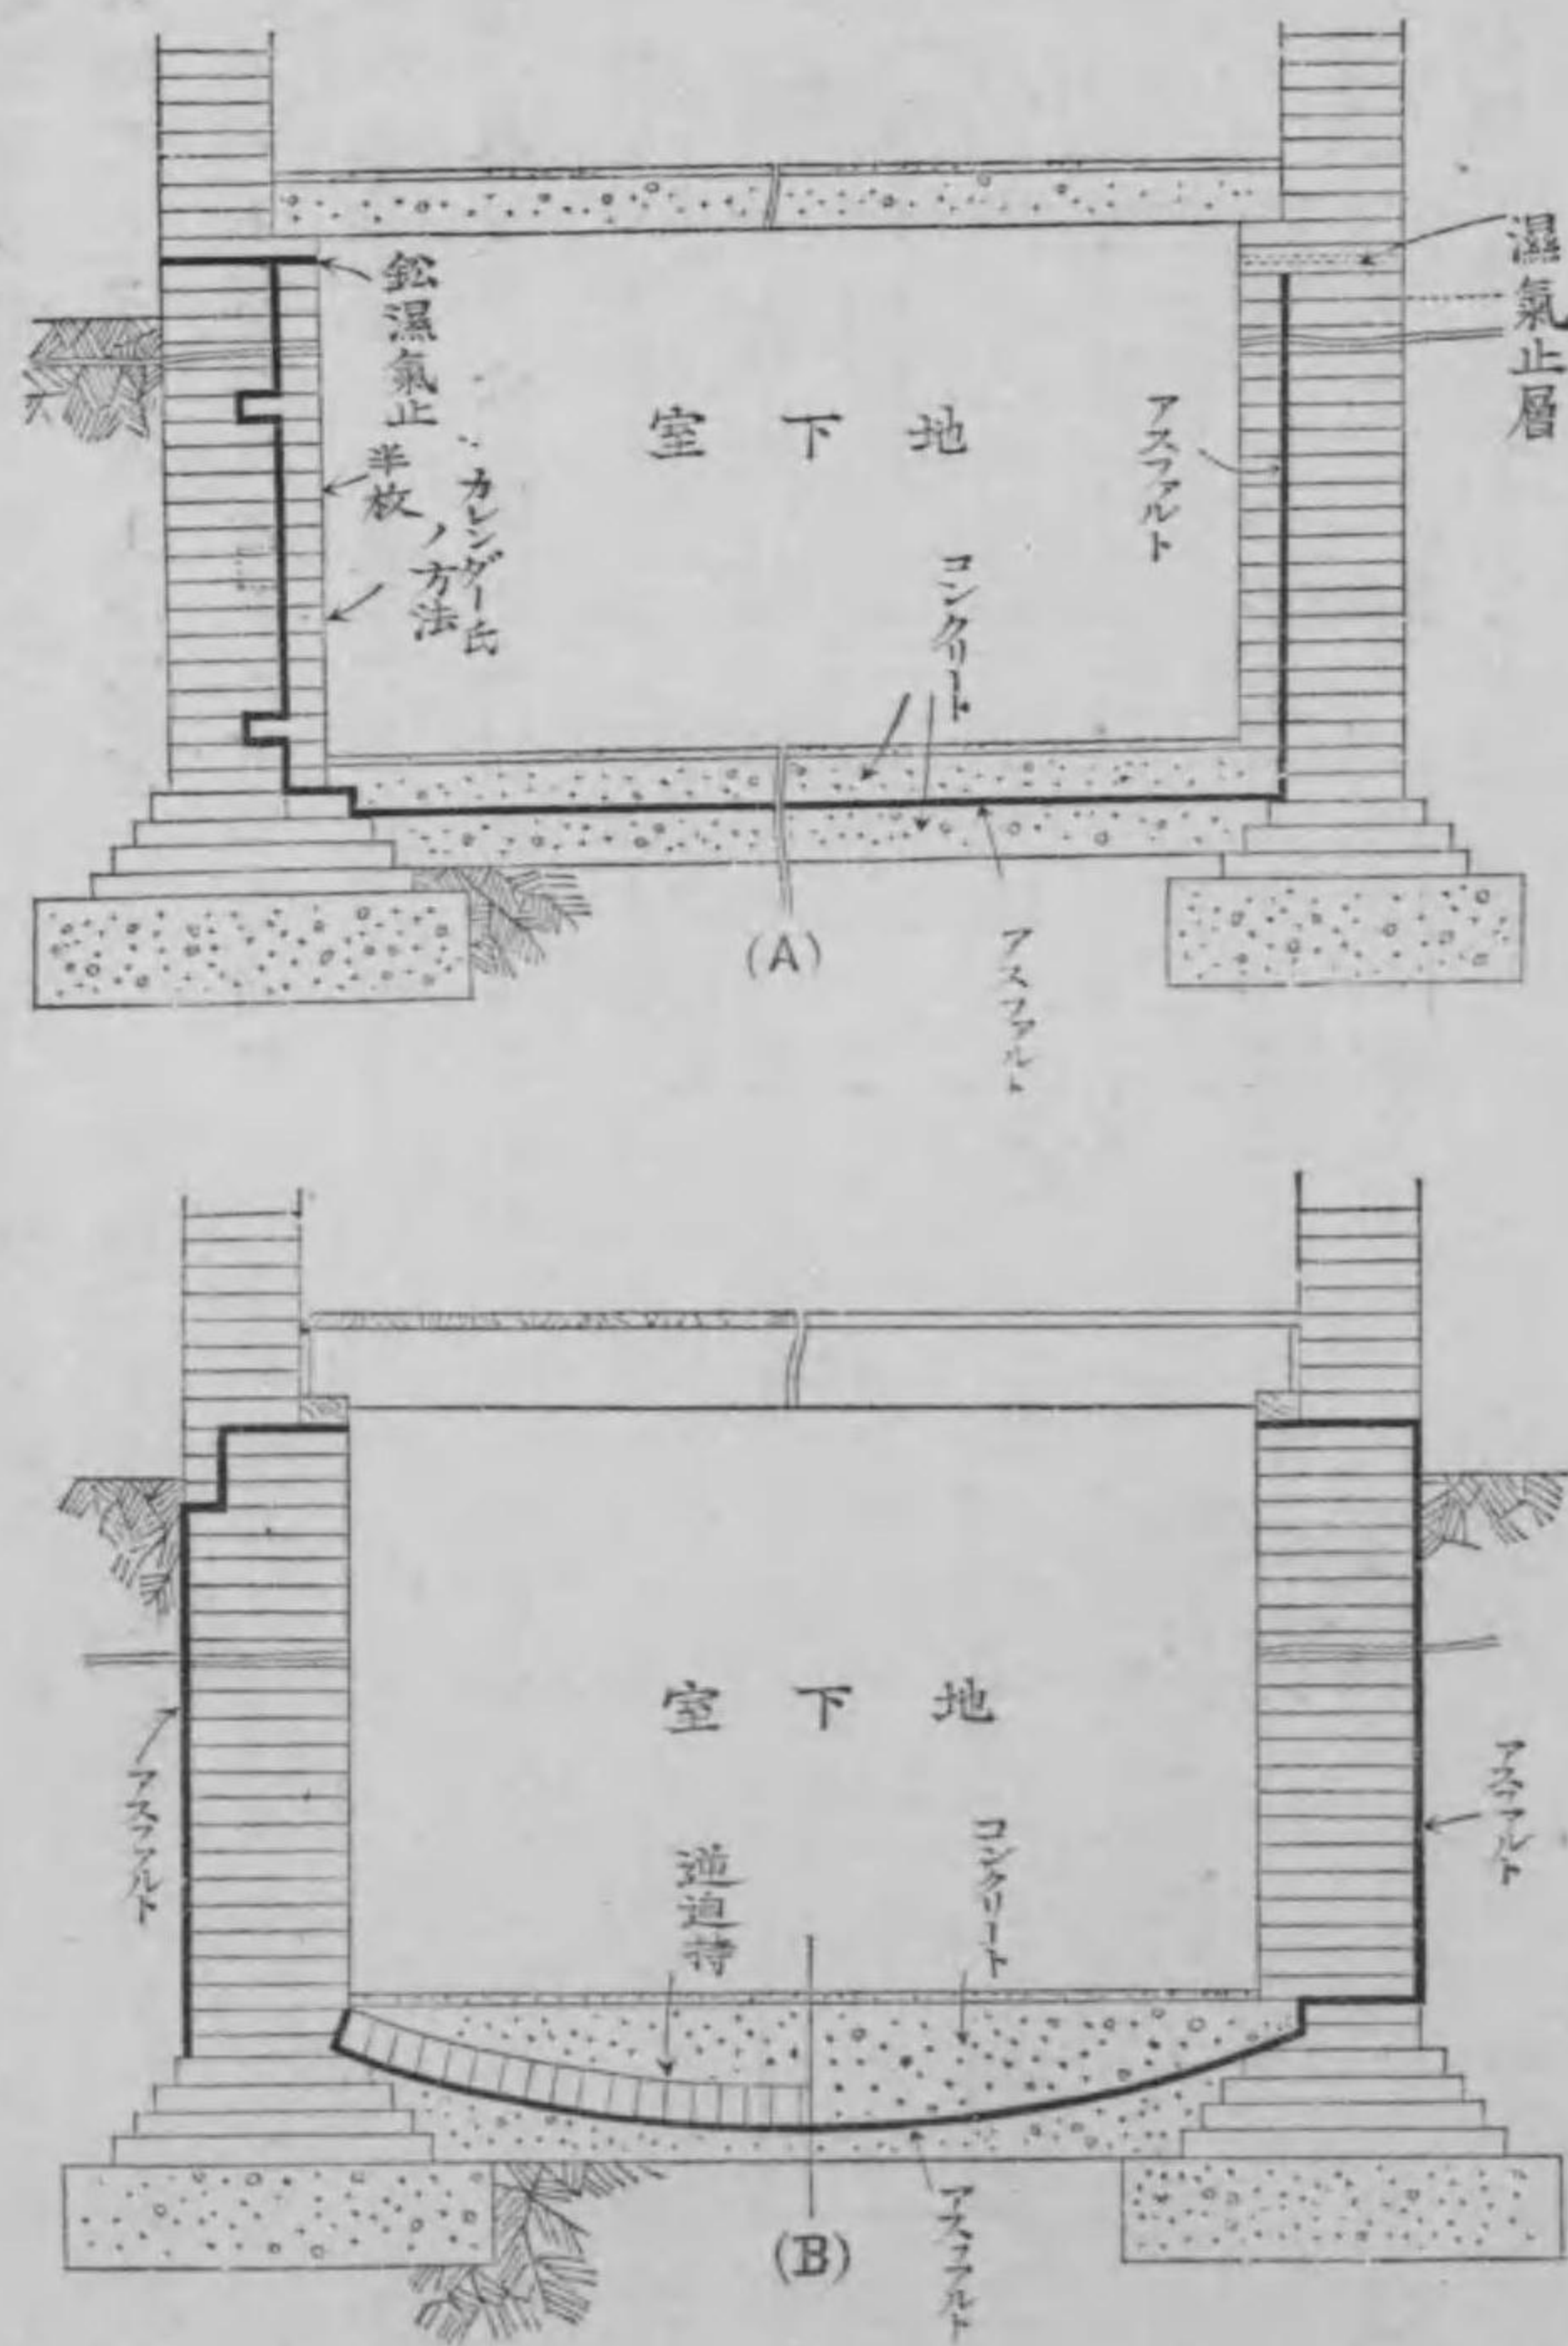 濕氣止層
鉛濕氣止
半枚
カレンダー氏
ノ方法
地下室
アスファルト
コンクリート
アスファルト
(A)
地下室
アスファルト
アスファルト
コンクリート
逆迫持
アスファルト
(B)